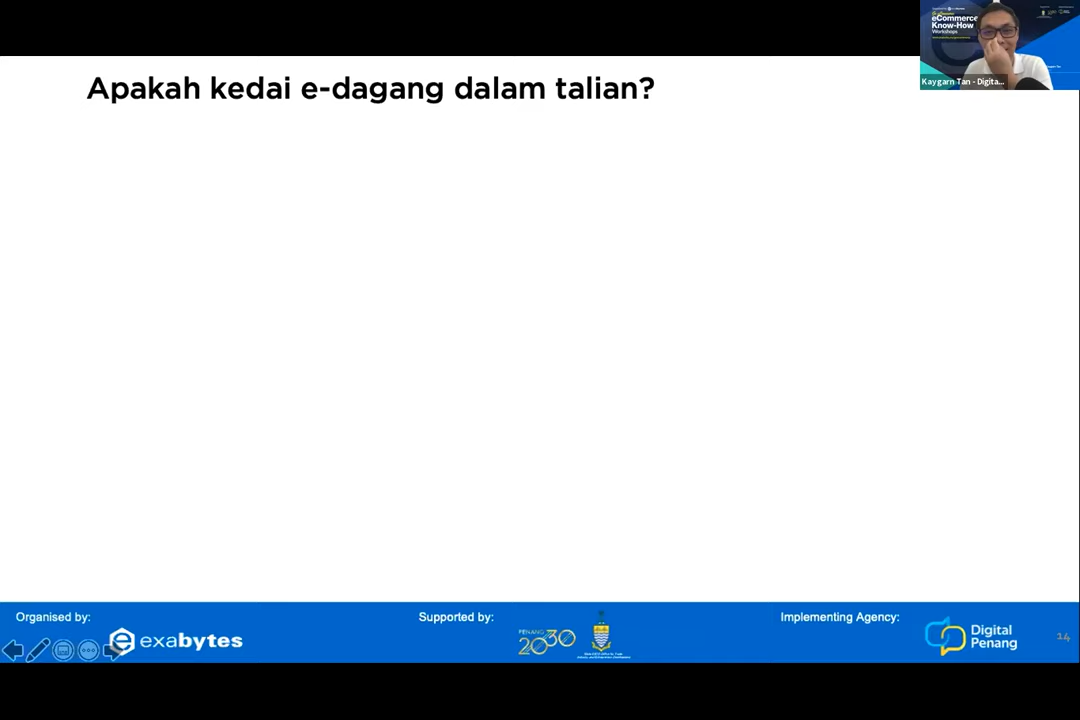 eCommerce
Know-How
Workshops
Kaygarn Tan - Digita...
Apakah kedai e-dagang dalam talian?
Organised by:
exabytes
Supported by:
PENANG
2030
Implementing Agency:
Digital
Penang
14